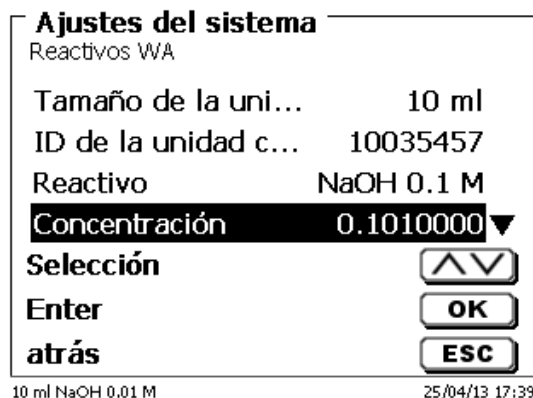 Ajustes del sistema
Reactivos WA
Tamaño de la uni... 10 ml
ID de la unidad c... 10035457
Reactivo NaOH 0.1 M
Concentración 0.1010000
Selección
Enter OK
atrás ESC
10 ml NaOH 0.01 M 25/04/13 17:39